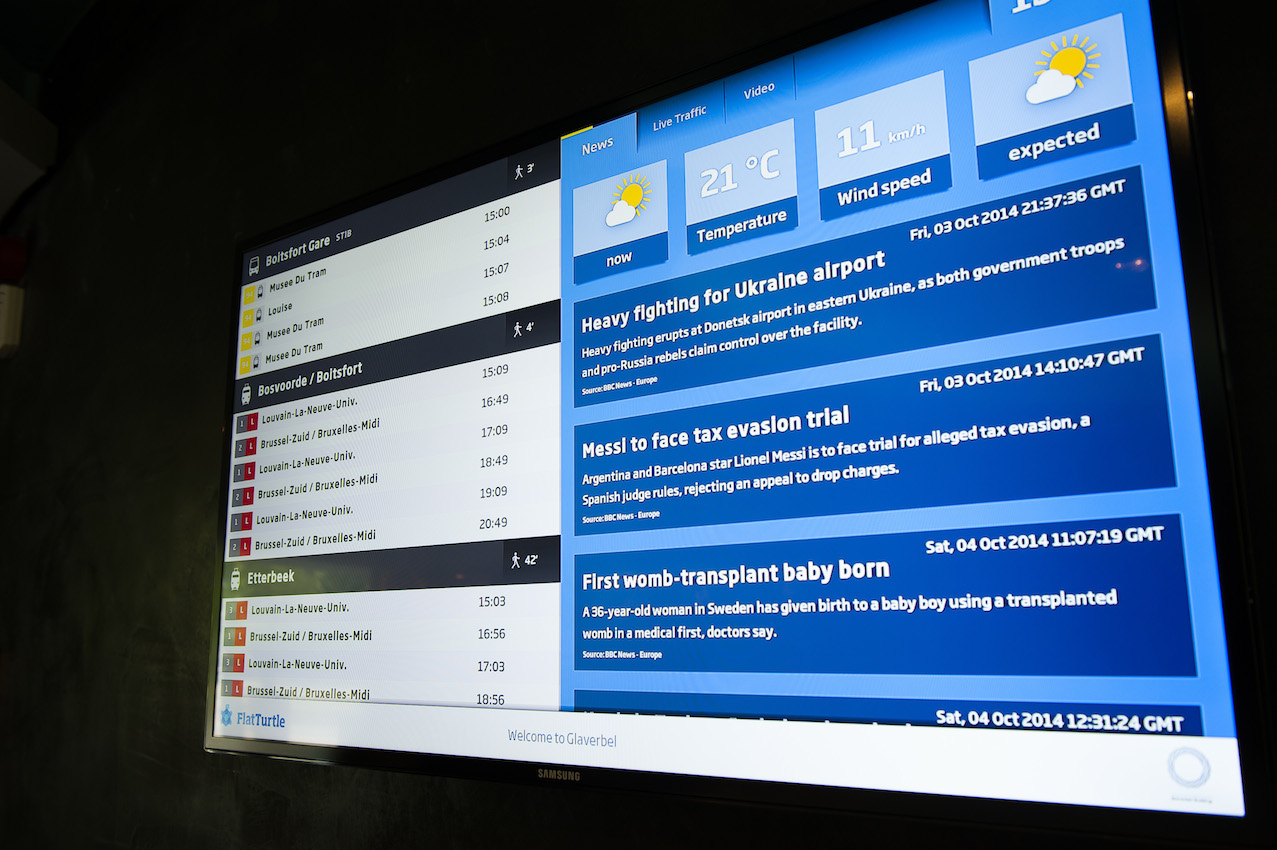 Boitsfort Gare STIB 3'
Musee Du Tram 15:00
Louise 15:04
Musee Du Tram 15:07
Musee Du Tram 15:08
Bosvoorde / Boitsfort 4'
1 L Louvain-La-Neuve-Univ. 15:09
2 L Brussel-Zuid / Bruxelles-Midi 16:49
1 L Louvain-La-Neuve-Univ. 17:09
2 L Brussel-Zuid / Bruxelles-Midi 18:49
1 L Louvain-La-Neuve-Univ. 19:09
2 L Brussel-Zuid / Bruxelles-Midi 20:49
Etterbeek 42'
3 L Louvain-La-Neuve-Univ. 15:03
1 L Brussel-Zuid / Bruxelles-Midi 16:56
3 L Louvain-La-Neuve-Univ. 17:03
1 L Brussel-Zuid / Bruxelles-Midi 18:56
News Live Traffic Video
now
21 °C
Temperature
11 km/h
Wind speed
expected
Fri, 03 Oct 2014 21:37:36 GMT
Heavy fighting for Ukraine airport
Heavy fighting erupts at Donetsk airport in eastern Ukraine, as both government troops
and pro-Russia rebels claim control over the facility.
Source: BBC News - Europe
Fri, 03 Oct 2014 14:10:47 GMT
Messi to face tax evasion trial
Argentina and Barcelona star Lionel Messi is to face trial for alleged tax evasion, a
Spanish judge rules, rejecting an appeal to drop charges.
Source: BBC News - Europe
Sat, 04 Oct 2014 11:07:19 GMT
First womb-transplant baby born
A 36-year-old woman in Sweden has given birth to a baby boy using a transplanted
womb in a medical first, doctors say.
Source: BBC News - Europe
Sat, 04 Oct 2014 12:31:24 GMT
FlatTurtle
Welcome to Glaverbel
SAMSUNG